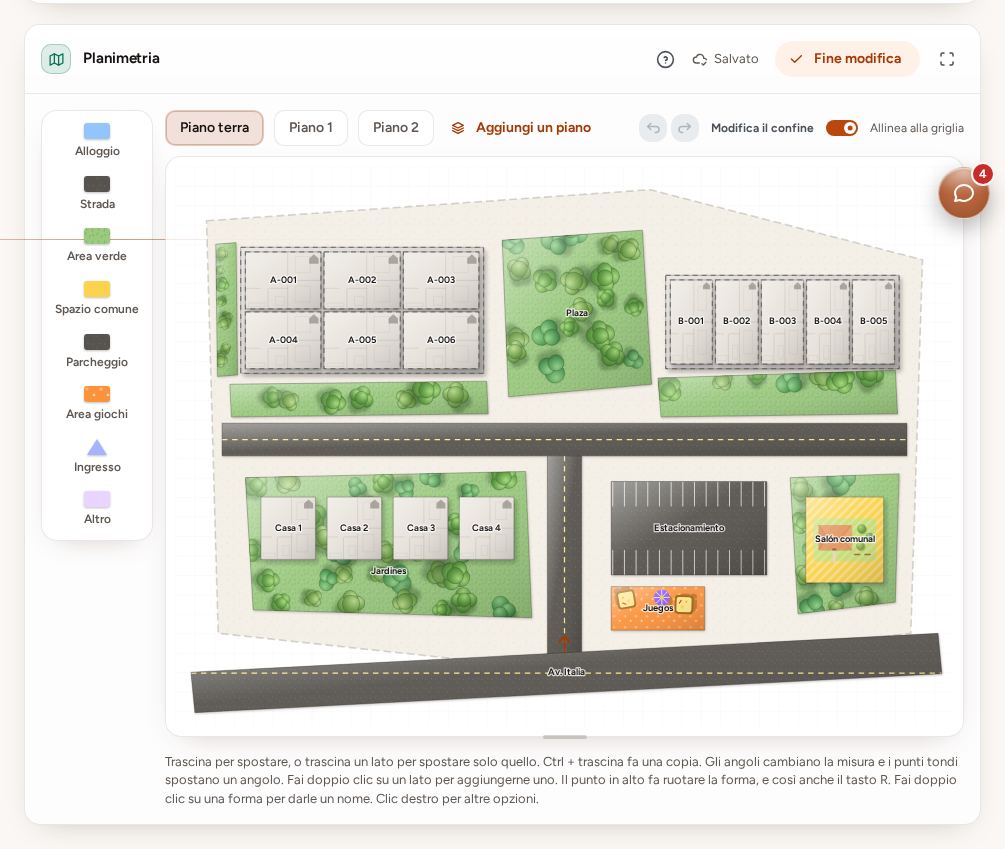 Planimetria
Salvato
Fine modifica
Alloggio
Strada
Area verde
Spazio comune
Parcheggio
Area giochi
Ingresso
Altro
Piano terra
Piano 1
Piano 2
Aggiungi un piano
Modifica il confine
Allinea alla griglia
4
A-001
A-002
A-003
A-004
A-005
A-006
Plaza
B-001
B-002
B-003
B-004
B-005
Casa 1
Casa 2
Casa 3
Casa 4
Jardines
Estacionamiento
Salón comunal
Juegos
Av. Italia
Trascina per spostare, o trascina un lato per spostare solo quello. Ctrl + trascina fa una copia. Gli angoli cambiano la misura e i punti tondi
spostano un angolo. Fai doppio clic su un lato per aggiungerne uno. Il punto in alto fa ruotare la forma, e così anche il tasto R. Fai doppio
clic su una forma per darle un nome. Clic destro per altre opzioni.